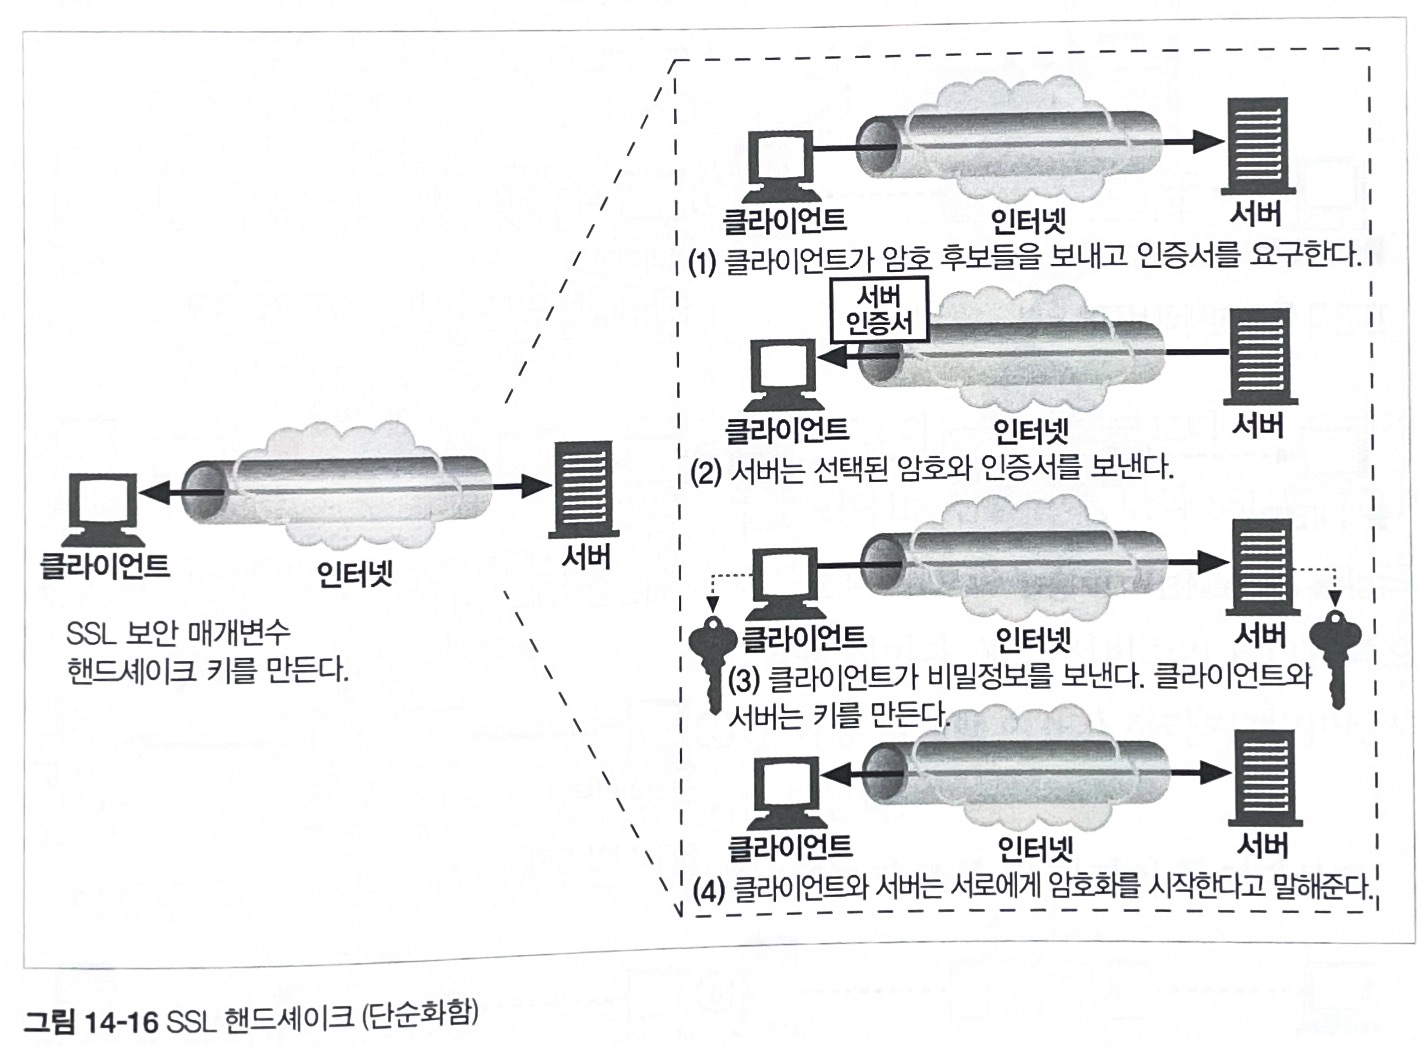 클라이언트
인터넷
서버
SSL 보안 매개변수
핸드셰이크 키를 만든다.
클라이언트
인터넷
서버
(1) 클라이언트가 암호 후보들을 보내고 인증서를 요구한다.
서버
인증서
클라이언트
인터넷
서버
(2) 서버는 선택된 암호와 인증서를 보낸다.
클라이언트
인터넷
서버
(3) 클라이언트가 비밀정보를 보낸다. 클라이언트와
서버는 키를 만든다.
클라이언트
인터넷
서버
(4) 클라이언트와 서버는 서로에게 암호화를 시작한다고 말해준다.
그림 14-16 SSL 핸드셰이크 (단순화함)